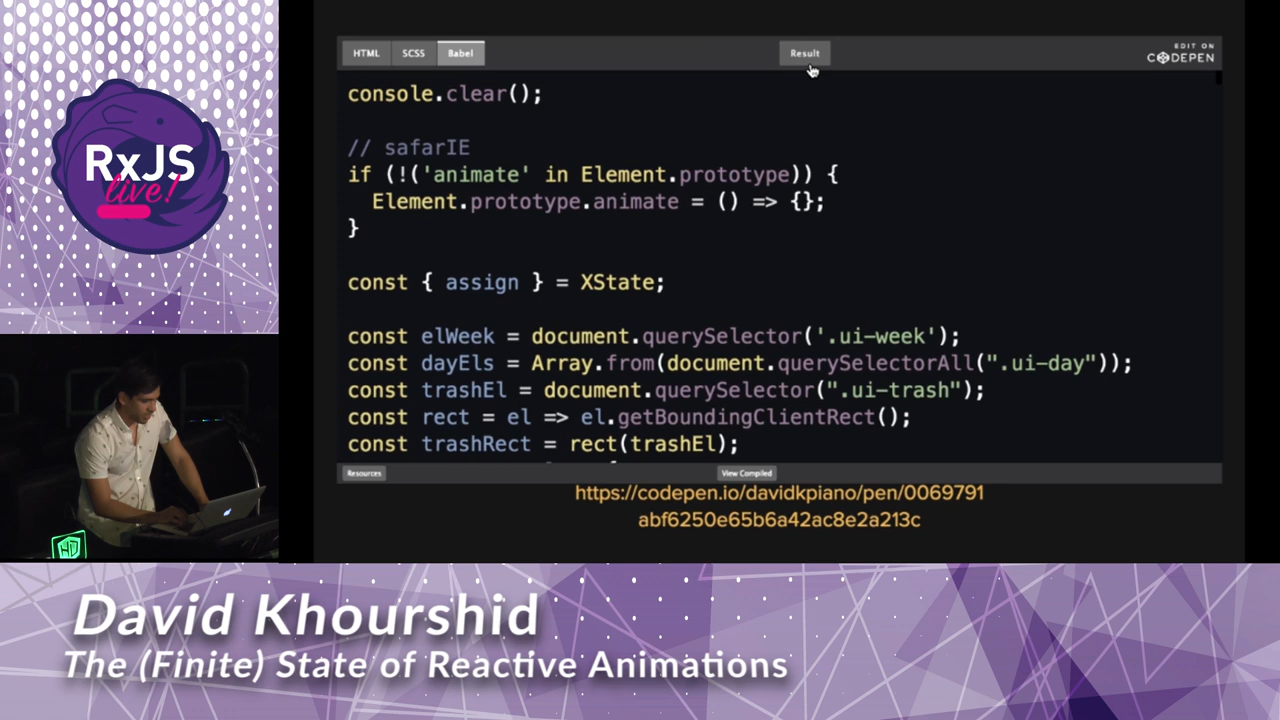 RxJS
live!
HTML SCSS Babel Result EDIT ON
CODEPEN
console.clear();
// safarIE
if (!('animate' in Element.prototype)) {
Element.prototype.animate = () => {};
}
const { assign } = XState;
const elWeek = document.querySelector('.ui-week');
const dayEls = Array.from(document.querySelectorAll(".ui-day"));
const trashEl = document.querySelector(".ui-trash");
const rect = el => el.getBoundingClientRect();
const trashRect = rect(trashEl);
Resources View Compiled
https://codepen.io/davidkpiano/pen/0069791
abf6250e65b6a42ac8e2a213c
David Khourshid
The (Finite) State of Reactive Animations